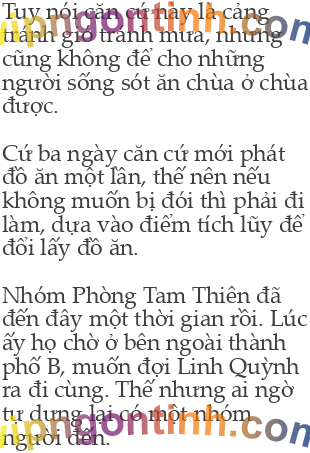 Tuy nói căn cứ này là cảng
tránh gió tránh mưa, nhưng
cũng không để cho những
người sống sót ăn chùa ở chùa
được.
Cứ ba ngày căn cứ mới phát
đồ ăn một lần, thế nên nếu
không muốn bị đói thì phải đi
làm, dựa vào điểm tích lũy để
đổi lấy đồ ăn.
Nhóm Phòng Tam Thiên đã
đến đây một thời gian rồi. Lúc
ấy họ chờ ở bên ngoài thành
phố B, muốn đợi Linh Quỳnh
ra đi cùng. Thế nhưng ai ngờ
tự dưng lại có một nhóm
người đến.